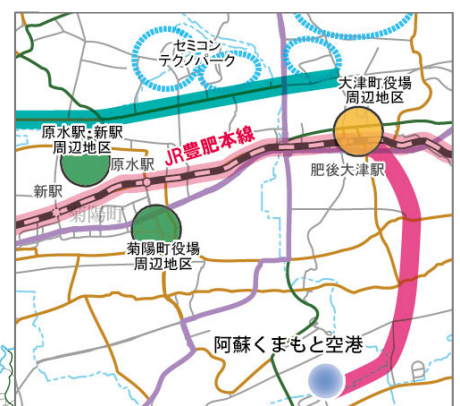 セミコン
テクノパーク
大津町役場
周辺地区
原水駅・新駅
周辺地区
原水駅
JR豊肥本線
肥後大津駅
新駅
菊陽町
菊陽町役場
周辺地区
阿蘇くまもと空港